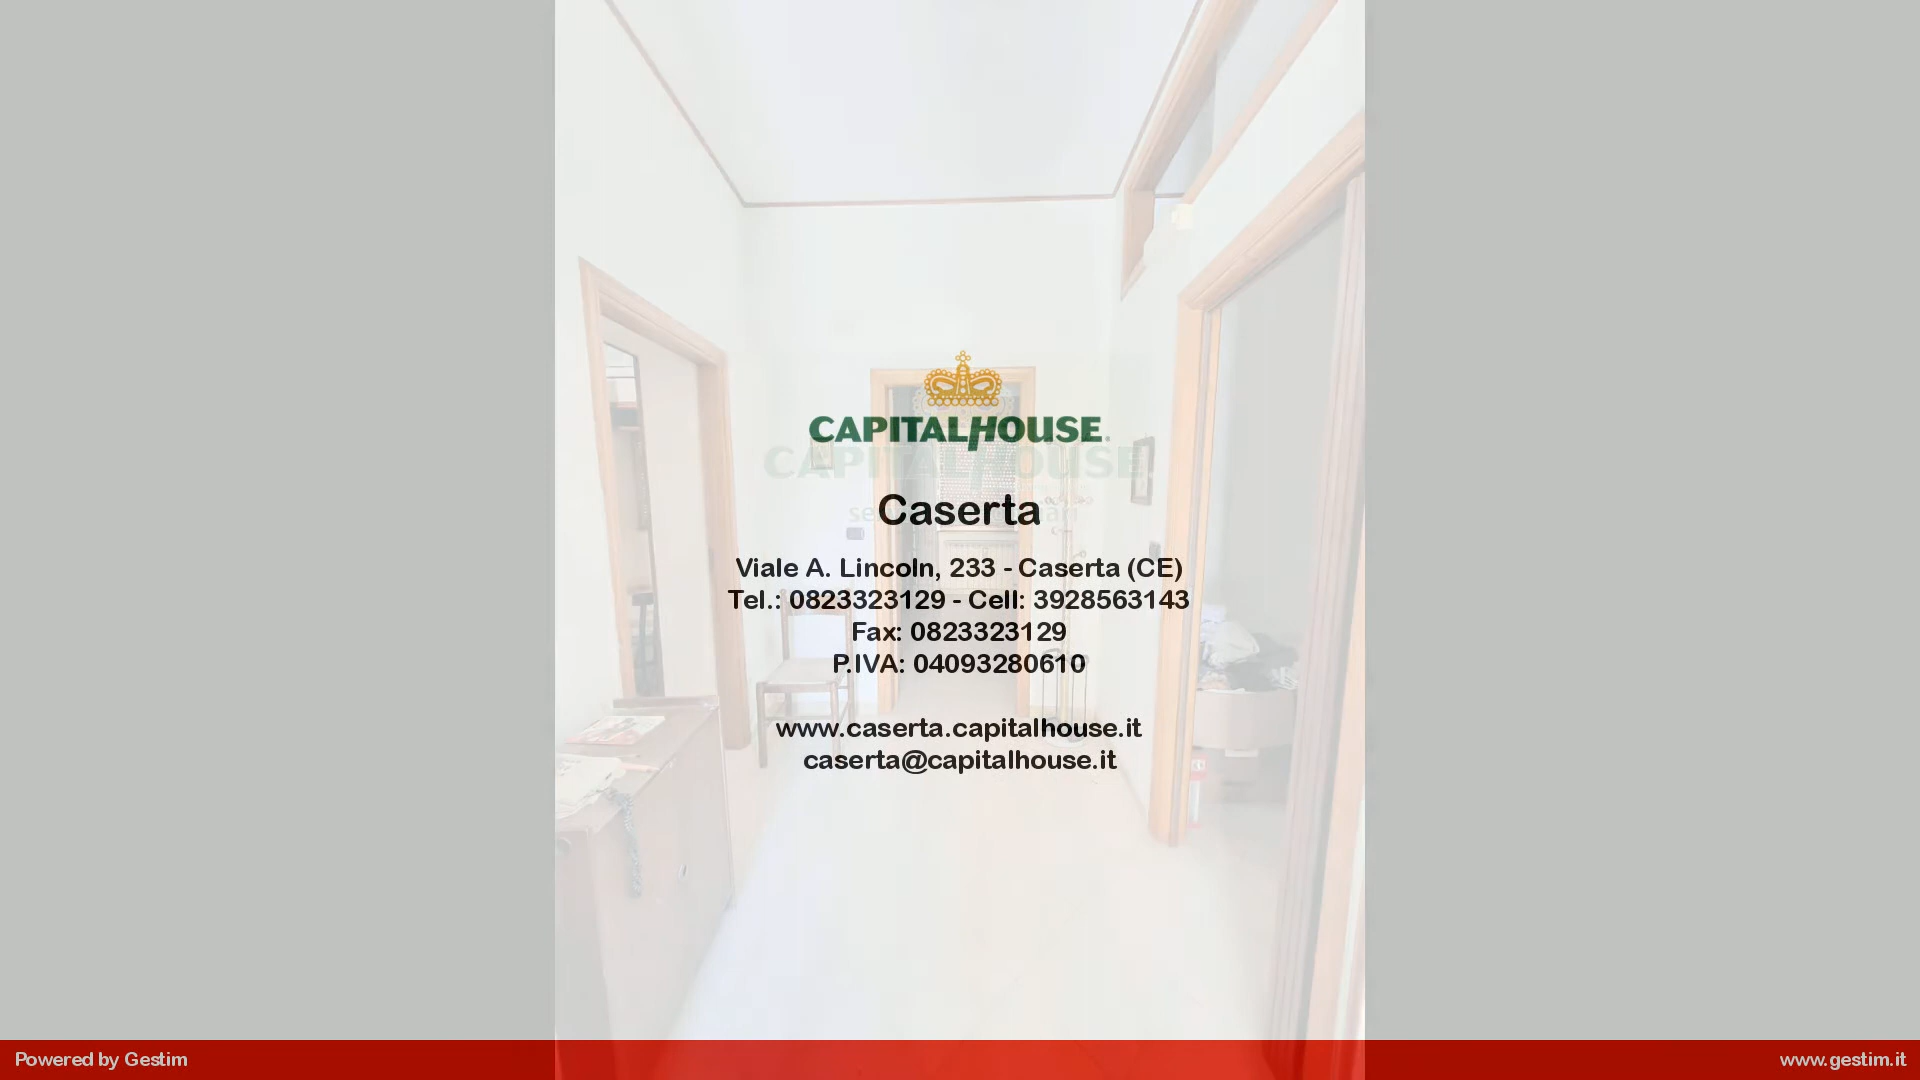 CAPITALHOUSE
CAPITALHOUSE
Caserta
Viale A. Lincoln, 233 - Caserta (CE)
Tel.: 0823323129 - Cell: 3928563143
Fax: 0823323129
P.IVA: 04093280610
www.caserta.capitalhouse.it
caserta@capitalhouse.it
Powered by Gestim
www.gestim.it